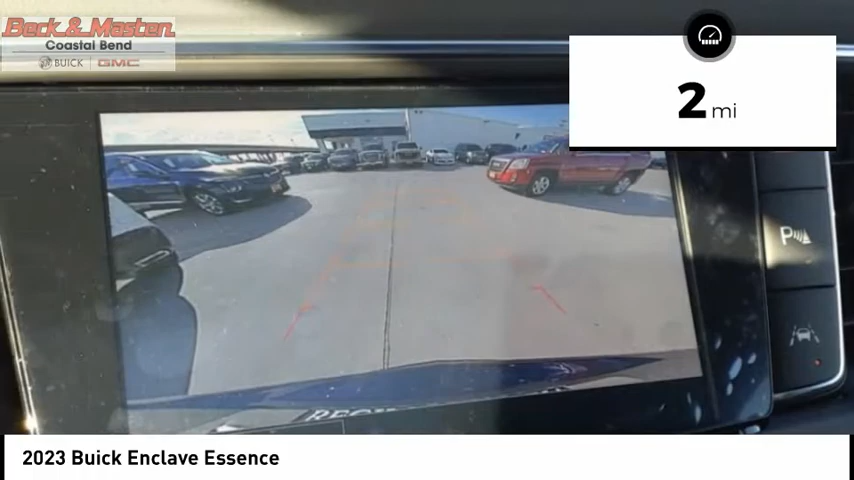 Beck & Masten
Coastal Bend
BUICK | GMC
2 mi
P
2023 Buick Enclave Essence